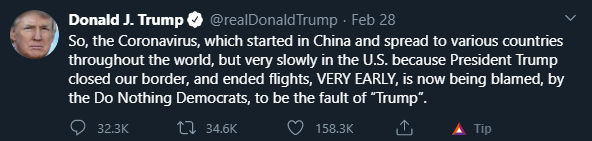 Donald J. Trump @realDonaldTrump · Feb 28
So, the Coronavirus, which started in China and spread to various countries
throughout the world, but very slowly in the U.S. because President Trump
closed our border, and ended flights, VERY EARLY, is now being blamed, by
the Do Nothing Democrats, to be the fault of “Trump”.
32.3K 34.6K 158.3K Tip